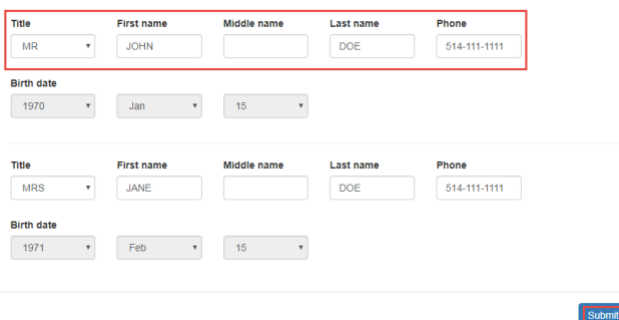 Title First name Middle name Last name Phone
MR JOHN DOE 514-111-1111
Birth date
1970 Jan 15
Title First name Middle name Last name Phone
MRS JANE DOE 514-111-1111
Birth date
1971 Feb 15
Submit